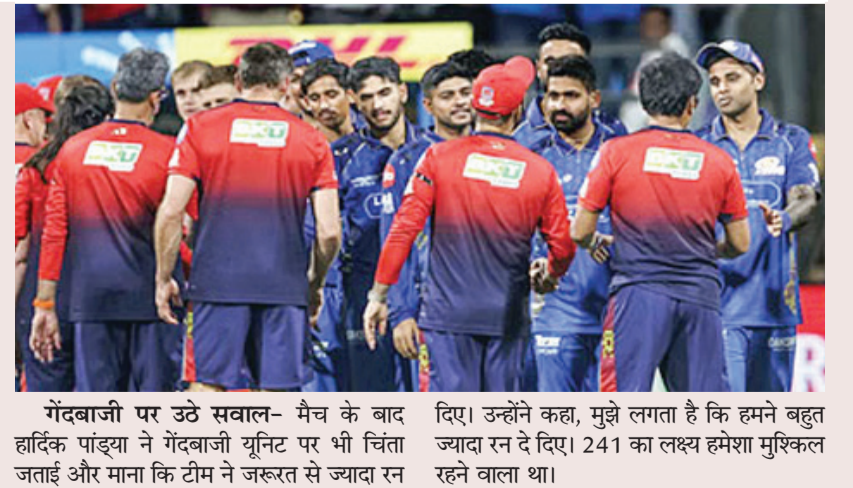 DHL
गेंदबाजी पर उठे सवाल– मैच के बाद
हार्दिक पांड्या ने गेंदबाजी यूनिट पर भी चिंता
जताई और माना कि टीम ने जरूरत से ज्यादा रन
दिए। उन्होंने कहा, मुझे लगता है कि हमने बहुत
ज्यादा रन दे दिए। 241 का लक्ष्य हमेशा मुश्किल
रहने वाला था।